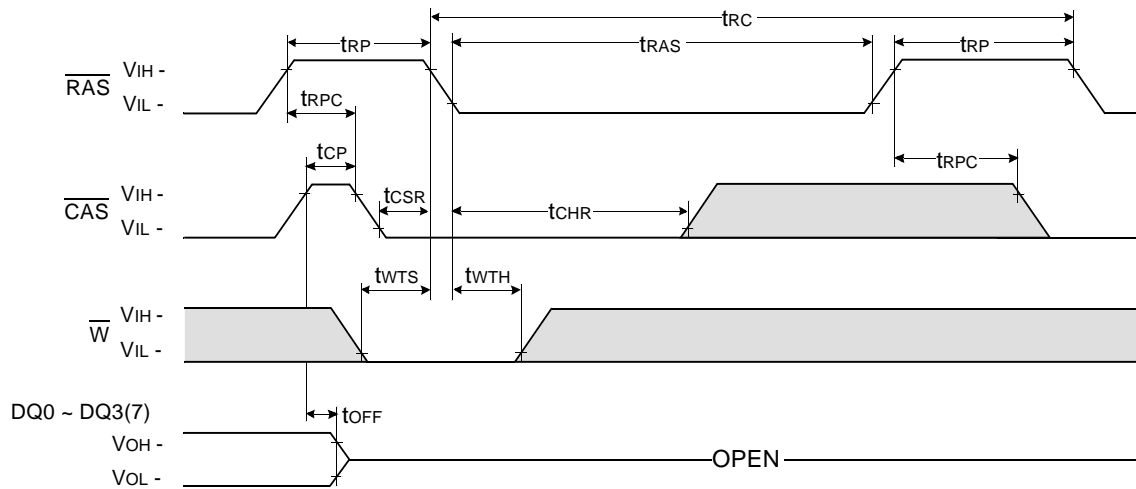 tRC
tRP
tRAS
tRP
RAS
VIH -
VIL -
tRPC
tCP
tRPC
CAS
VIH -
VIL -
tCSR
tCHR
tWTS
tWTH
W
VIH -
VIL -
DQ0 ~ DQ3(7)
tOFF
VOH -
VOL -
OPEN